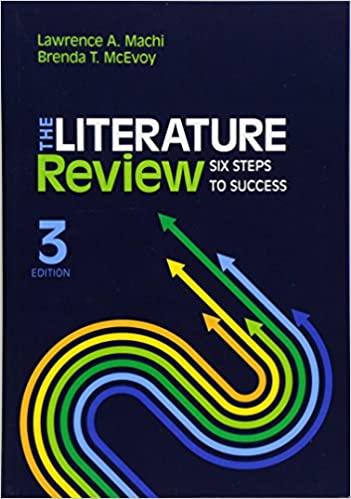 Lawrence A. Machi
Brenda T. McEvoy
THE
LITERATURE
Review
SIX STEPS
TO SUCCESS
3
EDITION